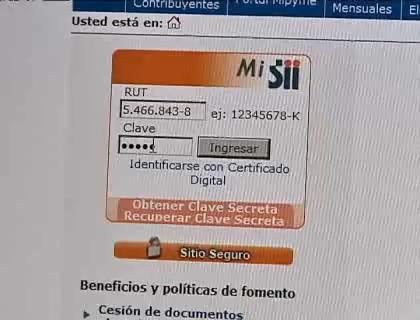 Contribuyentes
Portal Mipyme
Mensuales
El
Usted está en:
Mi SII
RUT
5.466.843-8 ej: 12345678-K
Clave
Ingresar
Identificarse con Certificado
Digital
Obtener Clave Secreta
Recuperar Clave Secreta
Sitio Seguro
Beneficios y políticas de fomento
Cesión de documentos